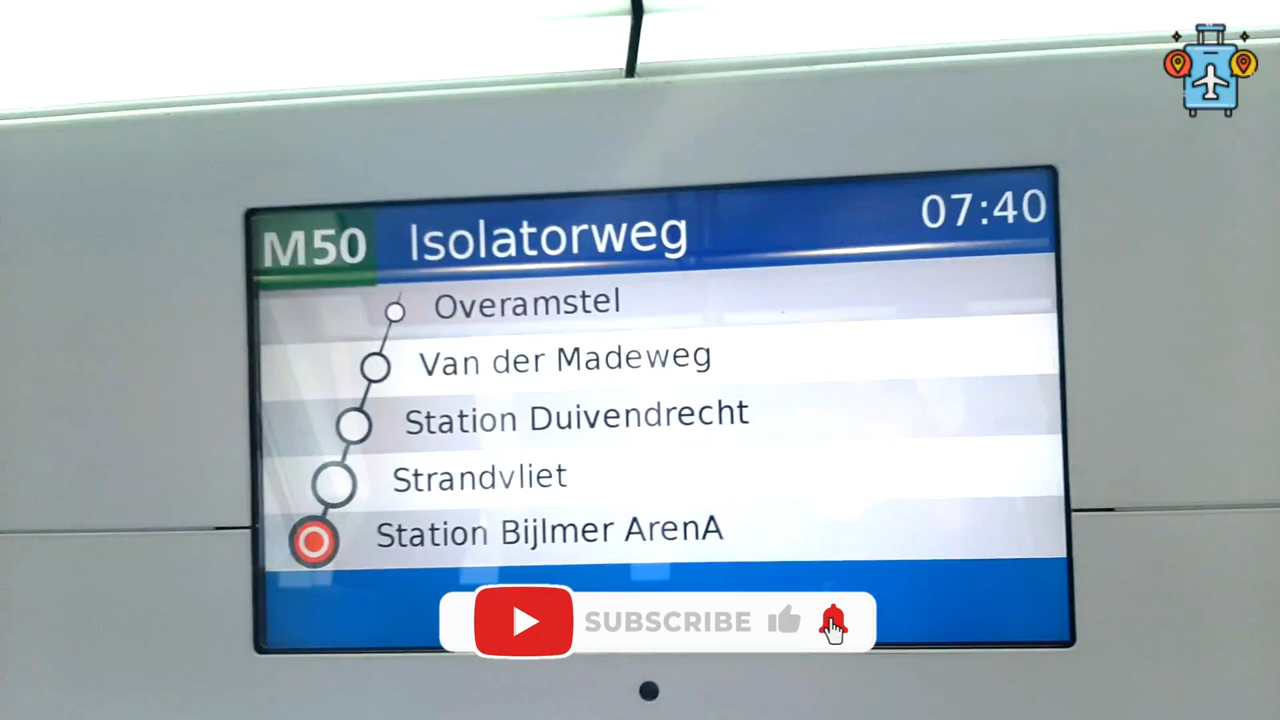 M50 Isolatorweg 07:40
Overamstel
Van der Madeweg
Station Duivendrecht
Strandvliet
Station Bijlmer ArenA
SUBSCRIBE